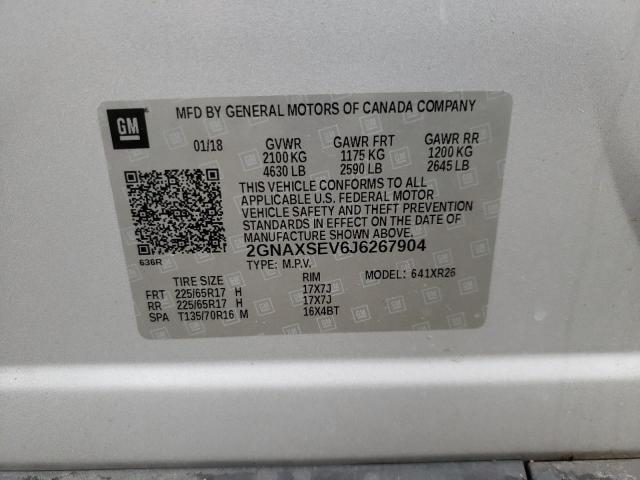 GM
MFD BY GENERAL MOTORS OF CANADA COMPANY
01/18 GVWR GAWR FRT GAWR RR
2100 KG 1175 KG 1200 KG
4630 LB 2590 LB 2645 LB
THIS VEHICLE CONFORMS TO ALL
APPLICABLE U.S. FEDERAL MOTOR
VEHICLE SAFETY AND THEFT PREVENTION
STANDARDS IN EFFECT ON THE DATE OF
MANUFACTURE SHOWN ABOVE.
636R 2GNAXSEV6J6267904
TYPE: M.P.V. MODEL: 641XR26
TIRE SIZE RIM
FRT 225/65R17 H 17X7J
RR 225/65R17 H 17X7J
SPA T135/70R16 M 16X4BT